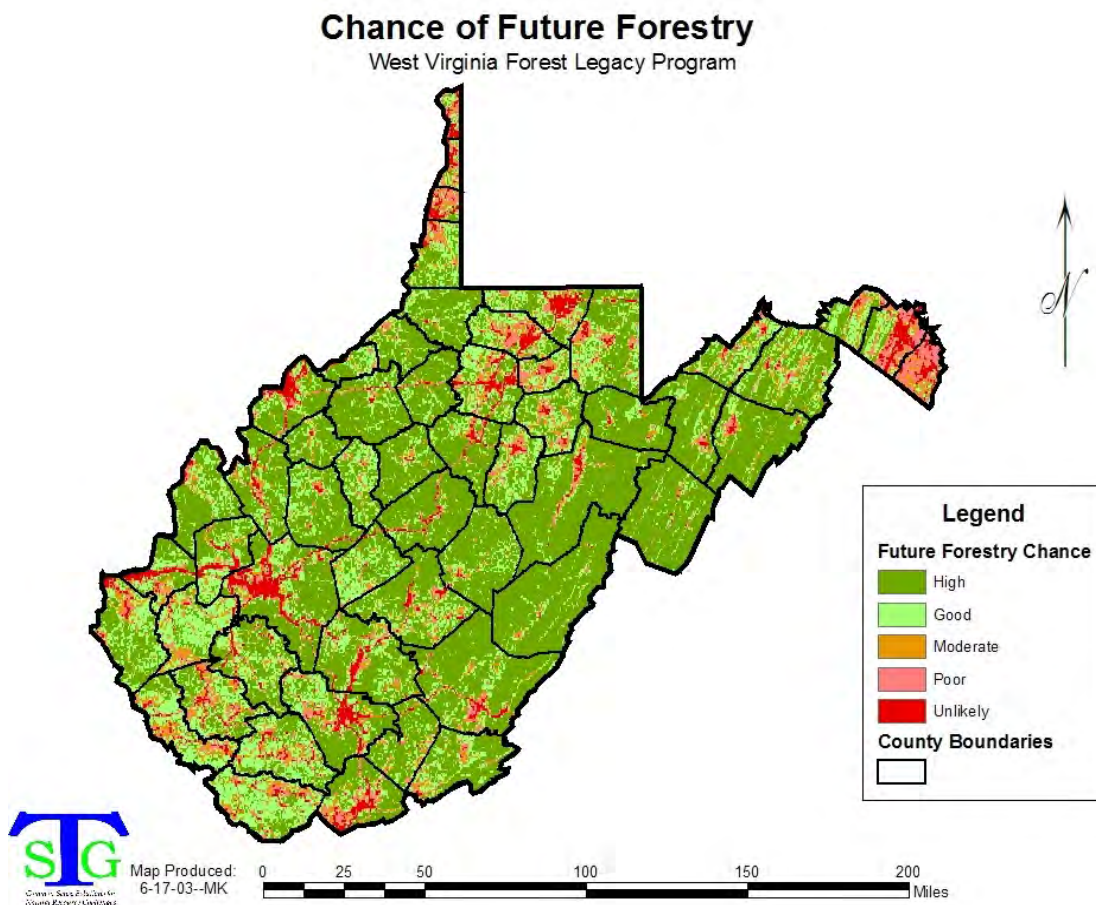 Chance of Future Forestry
West Virginia Forest Legacy Program
N
Legend
Future Forestry Chance
High
Good
Moderate
Poor
Unlikely
County Boundaries
STG
Map Produced:
6-17-03--MK
0 25 50 100 150 200
Miles